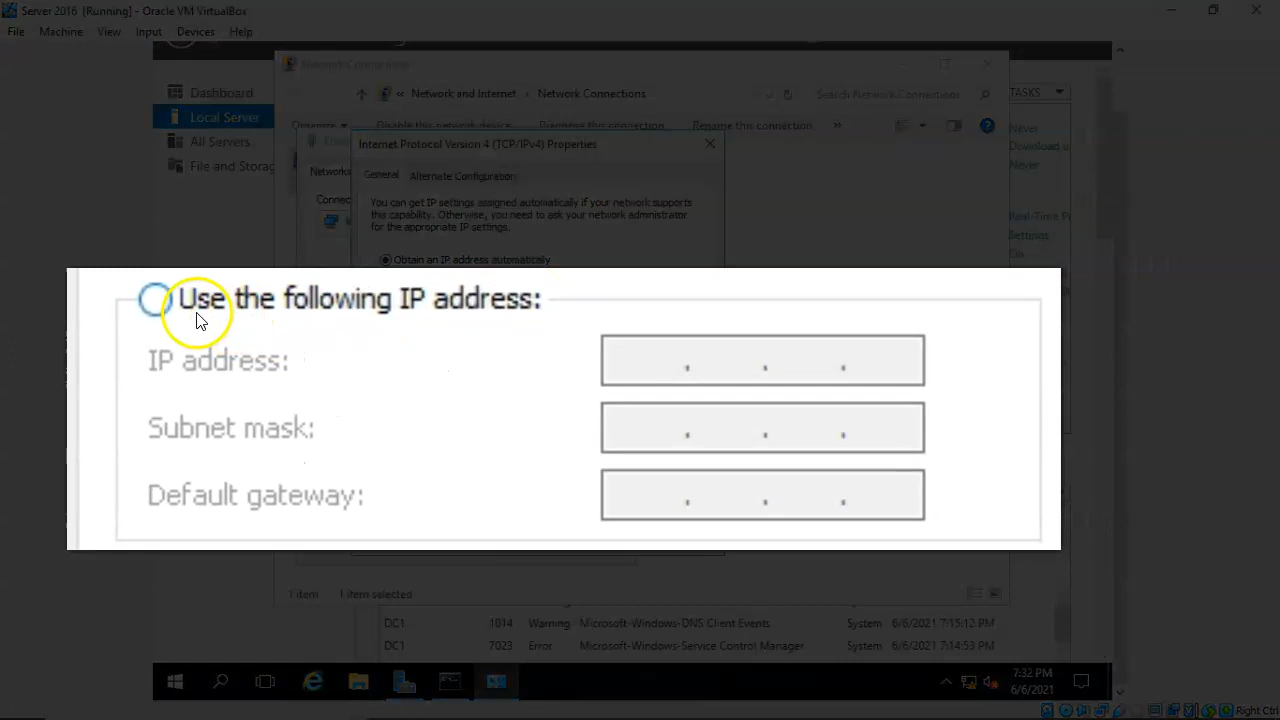 Server 2016 [Running] - Oracle VM VirtualBox
File Machine View Input Devices Help
Network Connections
« Network and Internet › Network Connections
Search Network Connections
TASKS
Dashboard
Local Server
All Servers
File and Storag
Organize Disable this network device Diagnose this connection Rename this connection »
Never
Download u
Never
Real-Time Pr
Settings
On
Internet Protocol Version 4 (TCP/IPv4) Properties
Networks
Connec
General Alternate Configuration
You can get IP settings assigned automatically if your network supports
this capability. Otherwise, you need to ask your network administrator
for the appropriate IP settings.
Obtain an IP address automatically
Use the following IP address:
IP address: . . .
Subnet mask: . . .
Default gateway: . . .
1 item 1 item selected
DC1 1014 Warning Microsoft-Windows-DNS Client Events System 6/6/2021 7:15:12 PM
DC1 7023 Error Microsoft-Windows-Service Control Manager System 6/6/2021 7:14:53 PM
7:32 PM
6/6/2021
Right Ctrl